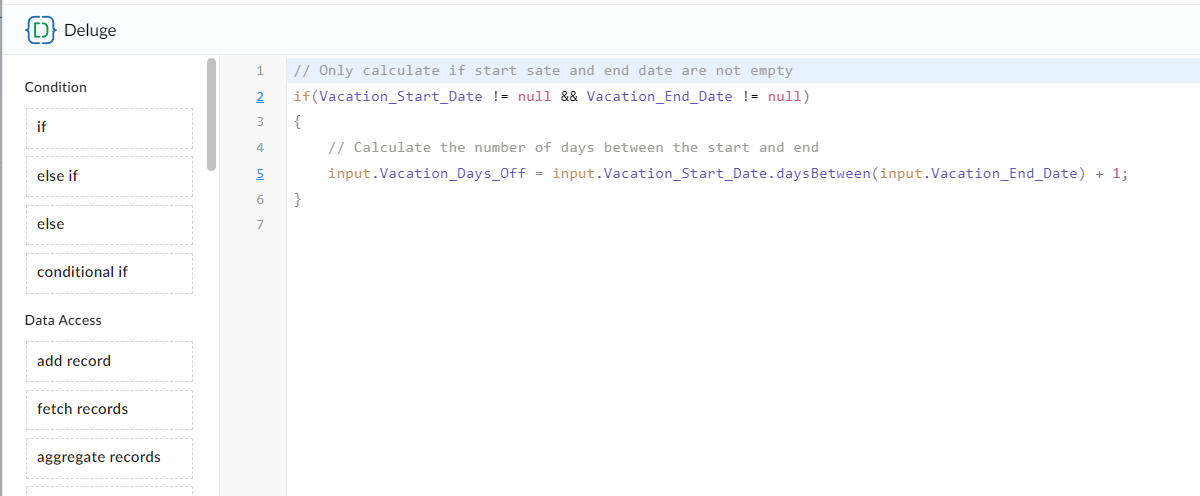 Deluge
Condition
if
else if
else
conditional if
Data Access
add record
fetch records
aggregate records
1 // Only calculate if start sate and end date are not empty
2 if(Vacation_Start_Date != null && Vacation_End_Date != null)
3 {
4 // Calculate the number of days between the start and end
5 input.Vacation_Days_Off = input.Vacation_Start_Date.daysBetween(input.Vacation_End_Date) + 1;
6 }
7